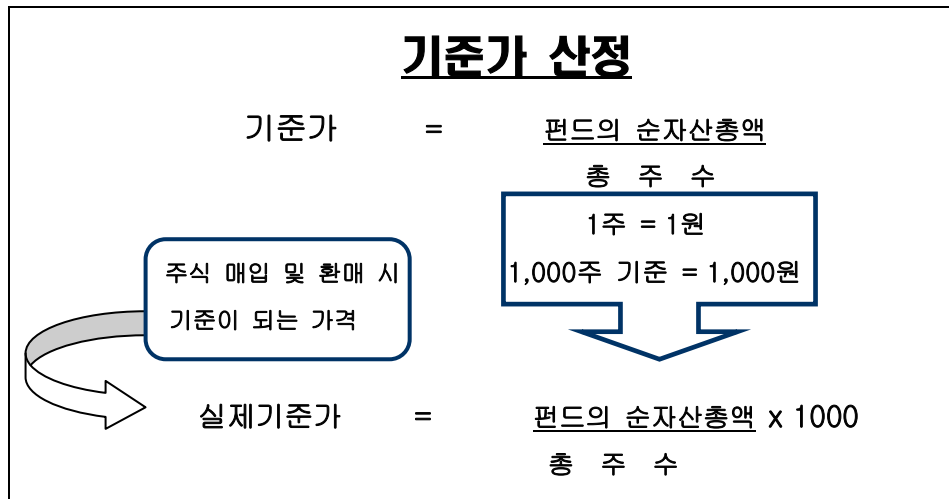 기준가 산정
기준가 = 펀드의 순자산총액
총 주 수
1주 = 1원
1,000주 기준 = 1,000원
주식 매입 및 환매 시
기준이 되는 가격
실제기준가 = 펀드의 순자산총액 x 1000
총 주 수